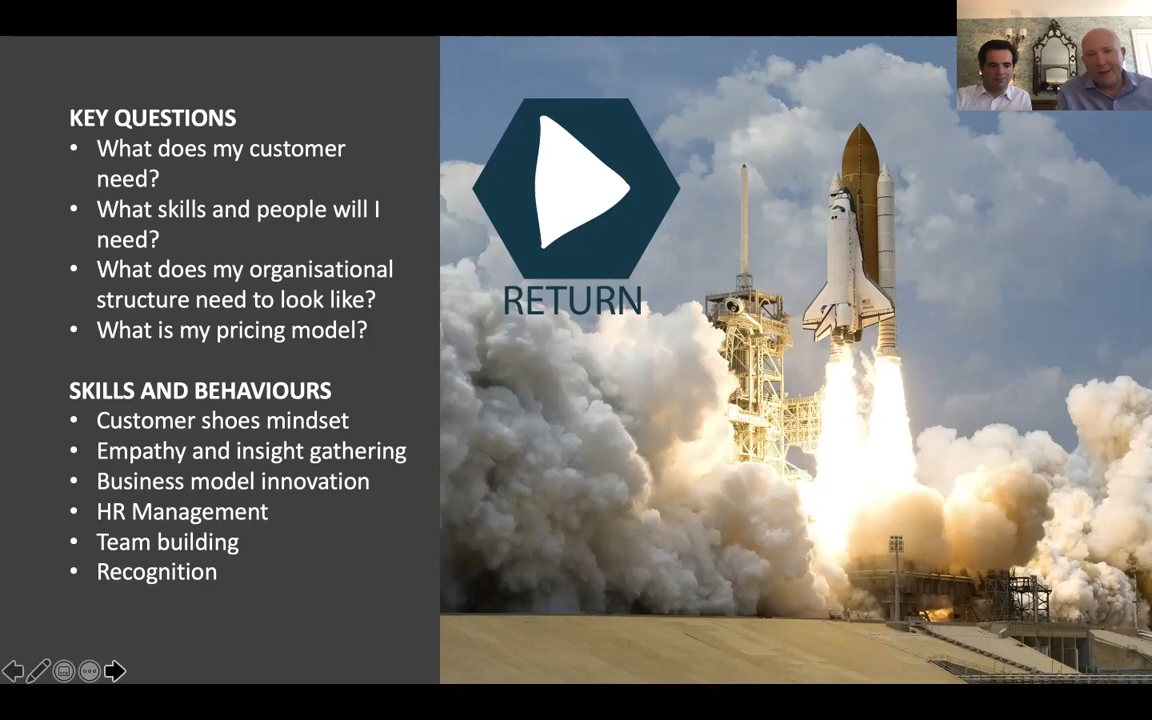 KEY QUESTIONS
• What does my customer
need?
• What skills and people will I
need?
• What does my organisational
structure need to look like?
• What is my pricing model?
SKILLS AND BEHAVIOURS
• Customer shoes mindset
• Empathy and insight gathering
• Business model innovation
• HR Management
• Team building
• Recognition
RETURN